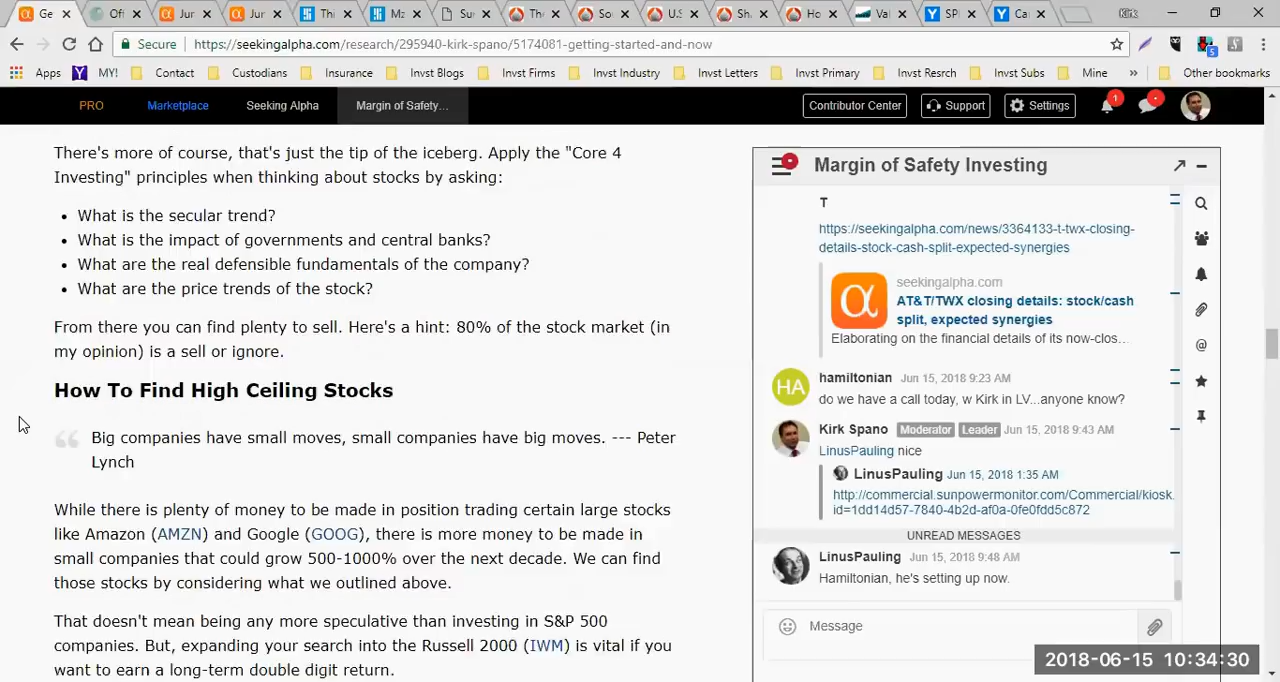 Ge
Off
Jur
Jur
Thi
Ma
Su
The
So
U.S
Sh
Ho
Val
SPI
Ca
Kirk
Secure
https://seekingalpha.com/research/295940-kirk-spano/5174081-getting-started-and-now
Apps
MY!
Contact
Custodians
Insurance
Invst Blogs
Invst Firms
Invst Industry
Invst Letters
Invst Primary
Invst Resrch
Invst Subs
Mine
»
Other bookmarks
PRO
Marketplace
Seeking Alpha
Margin of Safety...
Contributor Center
Support
Settings
1
There's more of course, that's just the tip of the iceberg. Apply the "Core 4
Investing" principles when thinking about stocks by asking:
• What is the secular trend?
• What is the impact of governments and central banks?
• What are the real defensible fundamentals of the company?
• What are the price trends of the stock?
From there you can find plenty to sell. Here's a hint: 80% of the stock market (in
my opinion) is a sell or ignore.
How To Find High Ceiling Stocks
Big companies have small moves, small companies have big moves. --- Peter
Lynch
While there is plenty of money to be made in position trading certain large stocks
like Amazon (AMZN) and Google (GOOG), there is more money to be made in
small companies that could grow 500-1000% over the next decade. We can find
those stocks by considering what we outlined above.
That doesn't mean being any more speculative than investing in S&P 500
companies. But, expanding your search into the Russell 2000 (IWM) is vital if you
want to earn a long-term double digit return.
Margin of Safety Investing
T
https://seekingalpha.com/news/3364133-t-twx-closing-
details-stock-cash-split-expected-synergies
seekingalpha.com
AT&T/TWX closing details: stock/cash
split, expected synergies
Elaborating on the financial details of its now-clos...
HA
hamiltonian Jun 15, 2018 9:23 AM
do we have a call today, w Kirk in LV...anyone know?
Kirk Spano Moderator Leader Jun 15, 2018 9:43 AM
LinusPauling nice
LinusPauling Jun 15, 2018 1:35 AM
http://commercial.sunpowermonitor.com/Commercial/kiosk.
id=1dd14d57-7840-4b2d-af0a-0fe0fdd5c872
UNREAD MESSAGES
LinusPauling Jun 15, 2018 9:48 AM
Hamiltonian, he's setting up now.
Message
2018-06-15 10:34:30